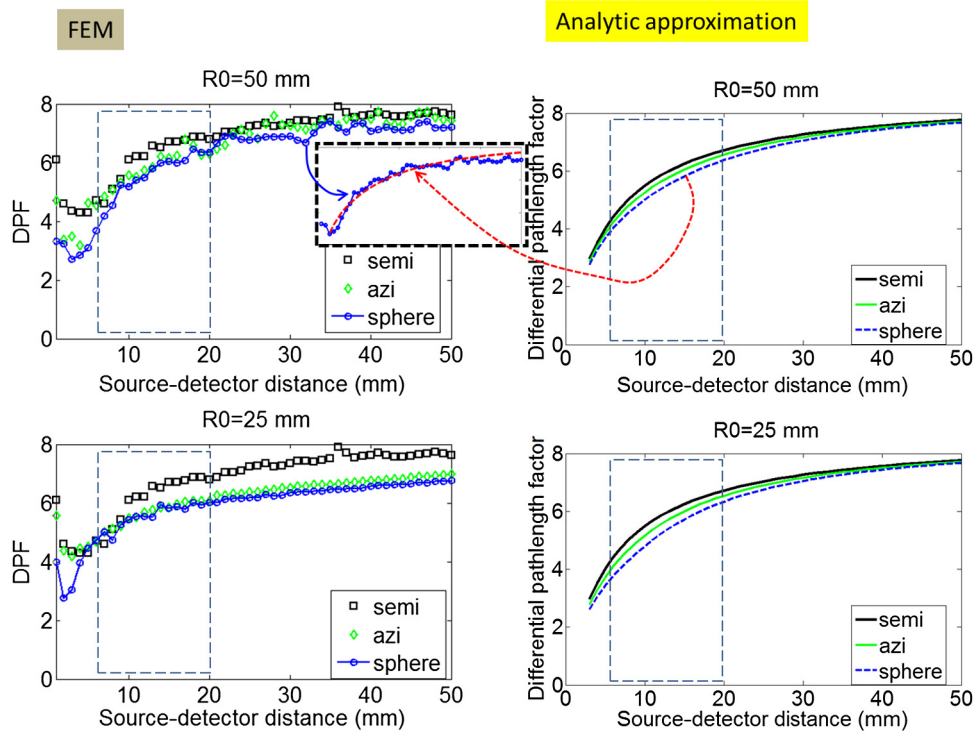 FEM
Analytic approximation
R0=50 mm
8
6
4
2
0
10
20
30
40
50
DPF
Source-detector distance (mm)
semi
azi
sphere
R0=50 mm
8
6
4
2
0
0
10
20
30
40
50
Differential pathlength factor
Source-detector distance (mm)
semi
azi
sphere
R0=25 mm
8
6
4
2
0
10
20
30
40
50
DPF
Source-detector distance (mm)
semi
azi
sphere
R0=25 mm
8
6
4
2
0
0
10
20
30
40
50
Differential pathlength factor
Source-detector distance (mm)
semi
azi
sphere